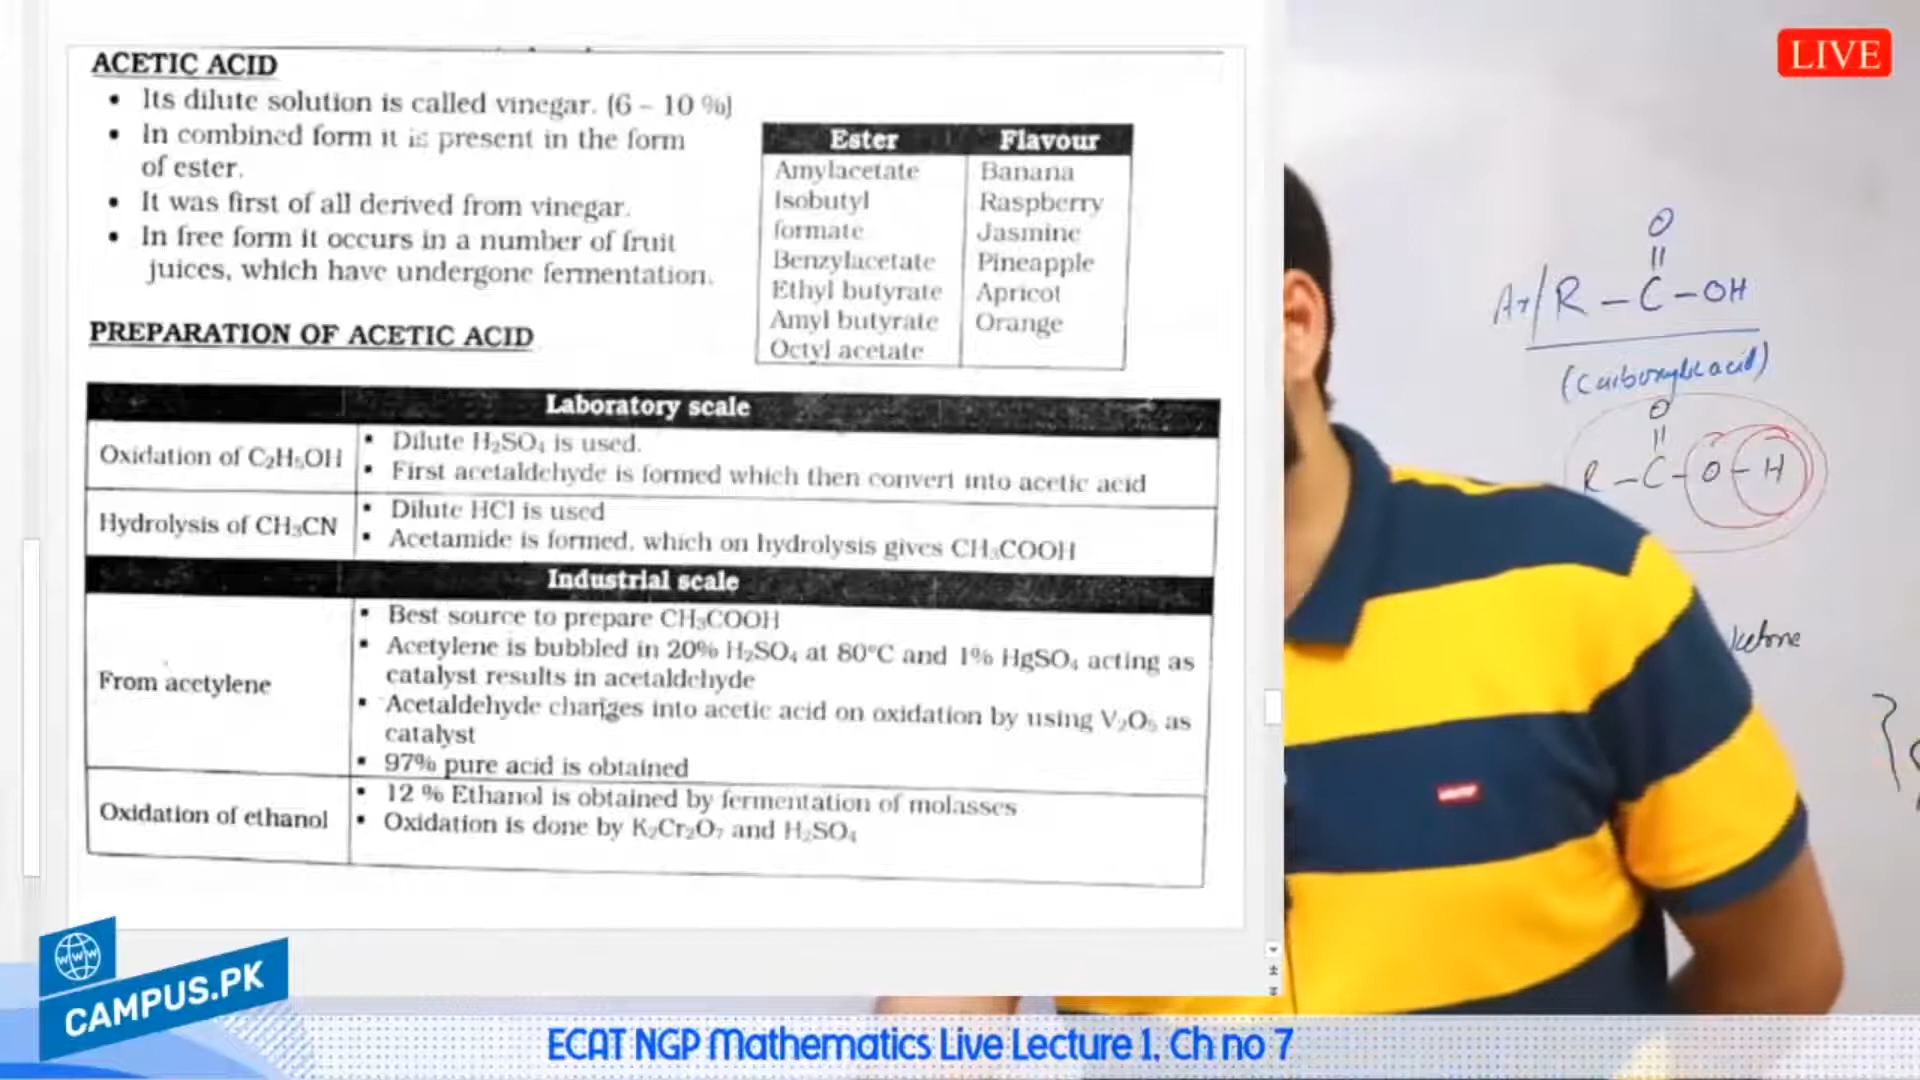 LIVE
ACETIC ACID
• Its dilute solution is called vinegar. (6 – 10 %)
• In combined form it is present in the form
of ester.
• It was first of all derived from vinegar.
• In free form it occurs in a number of fruit
juices, which have undergone fermentation.
Ester Flavour
Amylacetate Banana
Isobutyl Raspberry
formate Jasmine
Benzylacetate Pineapple
Ethyl butyrate Apricot
Amyl butyrate Orange
Octyl acetate
PREPARATION OF ACETIC ACID
Laboratory scale
Oxidation of C₂H₅OH
▪ Dilute H₂SO₄ is used.
▪ First acetaldehyde is formed which then convert into acetic acid
Hydrolysis of CH₃CN
▪ Dilute HCl is used
▪ Acetamide is formed, which on hydrolysis gives CH₃COOH
Industrial scale
From acetylene
▪ Best source to prepare CH₃COOH
▪ Acetylene is bubbled in 20% H₂SO₄ at 80°C and 1% HgSO₄ acting as
catalyst results in acetaldehyde
▪ Acetaldehyde changes into acetic acid on oxidation by using V₂O₅ as
catalyst
▪ 97% pure acid is obtained
Oxidation of ethanol
▪ 12 % Ethanol is obtained by fermentation of molasses
▪ Oxidation is done by K₂Cr₂O₇ and H₂SO₄
O
||
Ar/R – C – OH
(Carboxylic acid)
O
||
R – C – O – H
ketone
www
CAMPUS.PK
ECAT NGP Mathematics Live Lecture 1, Ch no 7